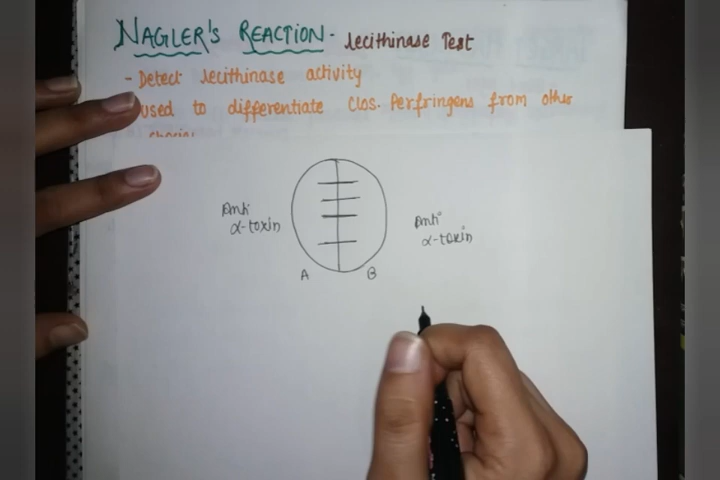 NAGLER'S REACTION - lecithinase Test
- Detect lecithinase activity
used to differentiate Clos. Perfringens from other
Anti
α-toxin
Anti
α-toxin
A
B